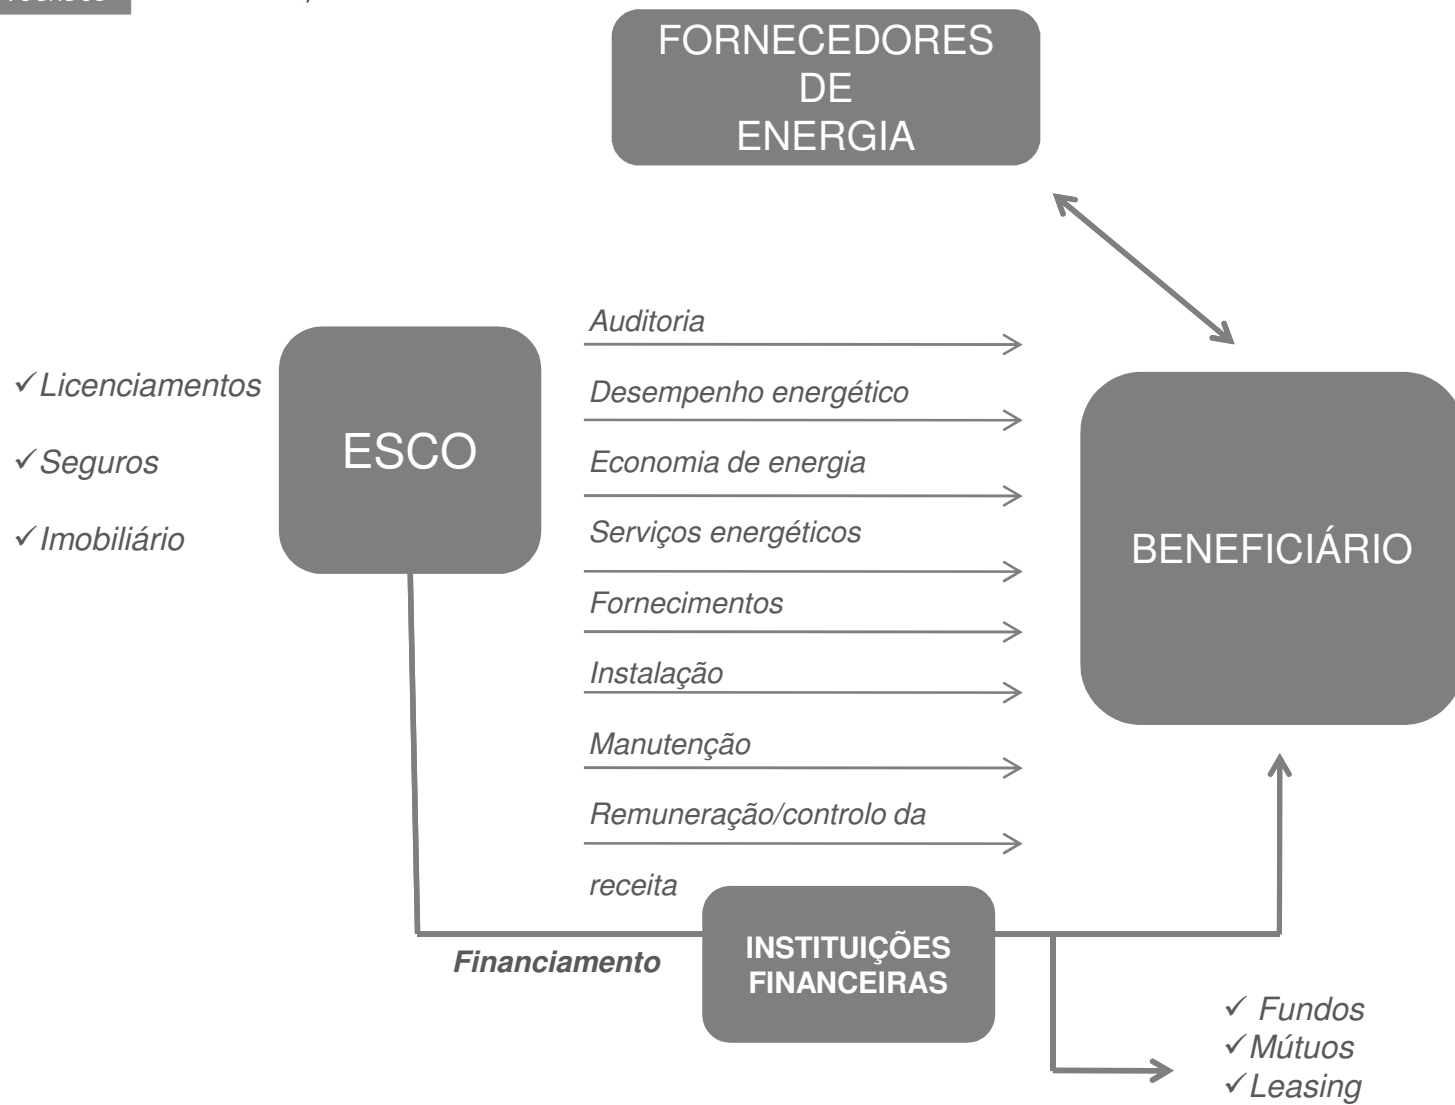 FORNECEDORES
DE
ENERGIA
Auditoria
Desempenho energético
Economia de energia
Serviços energéticos
Fornecimentos
Instalação
Manutenção
Remuneração/controlo da
receita
✓Licenciamentos
✓Seguros
✓Imobiliário
ESCO
BENEFICIÁRIO
Financiamento
INSTITUIÇÕES
FINANCEIRAS
✓ Fundos
✓Mútuos
✓Leasing